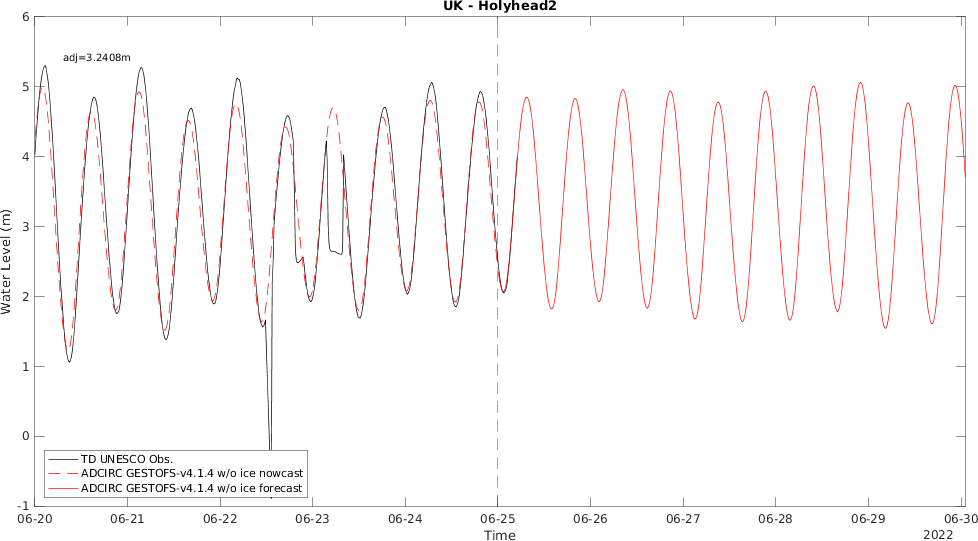 UK - Holyhead2
adj=3.2408m
6
5
4
3
2
1
0
-1
Water Level (m)
TD UNESCO Obs.
ADCIRC GESTOFS-v4.1.4 w/o ice nowcast
ADCIRC GESTOFS-v4.1.4 w/o ice forecast
06-20 06-21 06-22 06-23 06-24 06-25 06-26 06-27 06-28 06-29 06-30
Time
2022